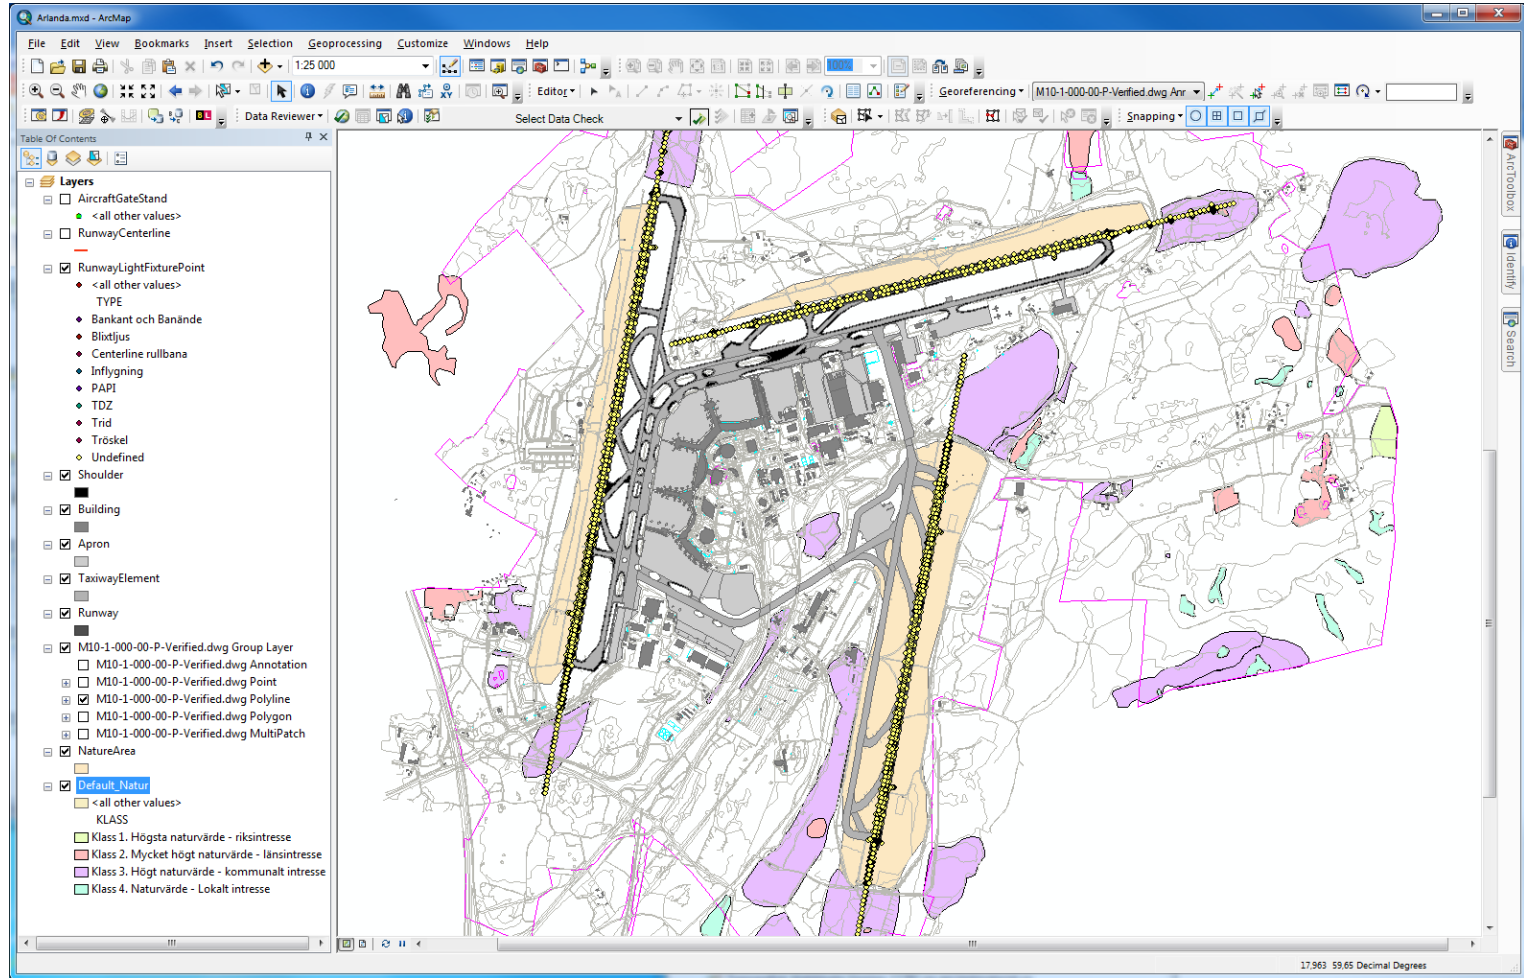 Arlanda.mxd - ArcMap
File Edit View Bookmarks Insert Selection Geoprocessing Customize Windows Help
1:25 000
100%
Editor Georeferencing M10-1-000-00-P-Verified.dwg Anr
Data Reviewer Select Data Check Snapping
Table Of Contents
Layers
AircraftGateStand
<all other values>
RunwayCenterline
RunwayLightFixturePoint
<all other values>
TYPE
Bankant och Banände
Blixtljus
Centerline rullbana
Inflygning
PAPI
TDZ
Trid
Tröskel
Undefined
Shoulder
Building
Apron
TaxiwayElement
Runway
M10-1-000-00-P-Verified.dwg Group Layer
M10-1-000-00-P-Verified.dwg Annotation
M10-1-000-00-P-Verified.dwg Point
M10-1-000-00-P-Verified.dwg Polyline
M10-1-000-00-P-Verified.dwg Polygon
M10-1-000-00-P-Verified.dwg MultiPatch
NatureArea
Default_Natur
<all other values>
KLASS
Klass 1. Högsta naturvärde - riksintresse
Klass 2. Mycket högt naturvärde - länsintresse
Klass 3. Högt naturvärde - kommunalt intresse
Klass 4. Naturvärde - Lokalt intresse
ArcToolbox
Identify
Search
17,963 59,65 Decimal Degrees